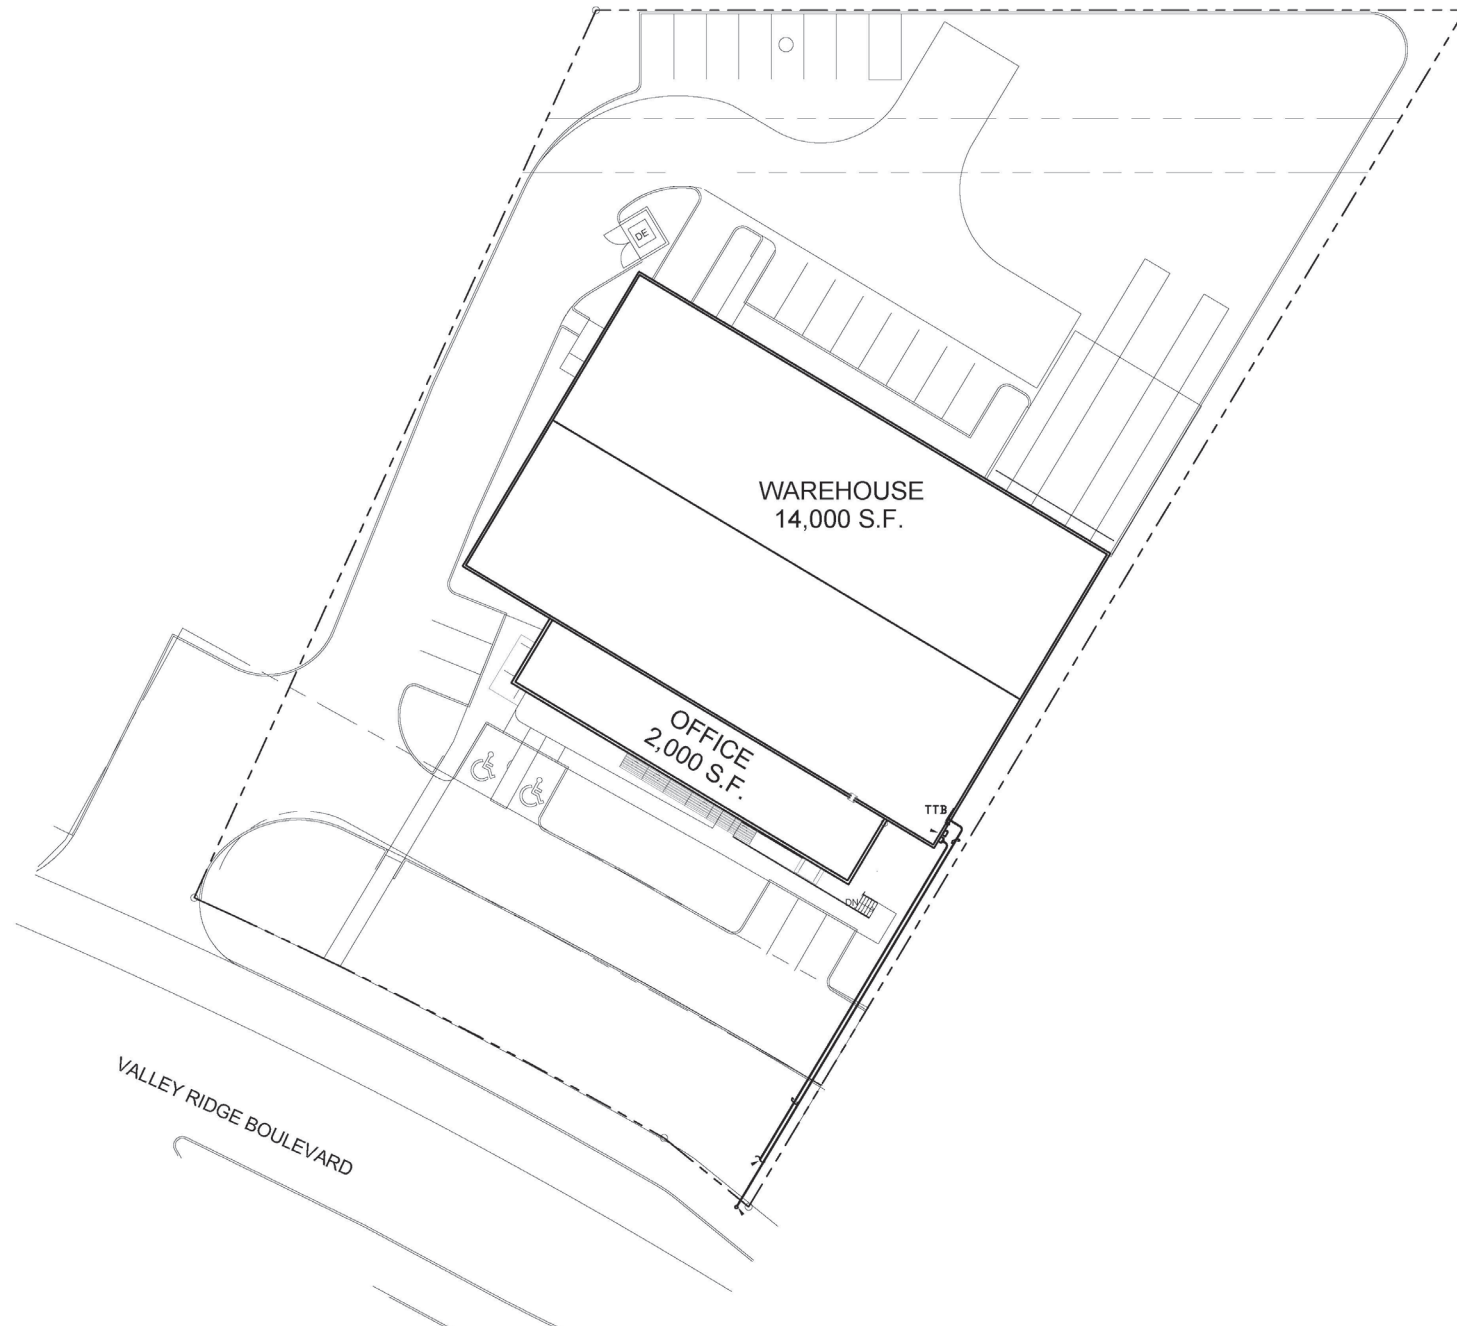 DE
WAREHOUSE
14,000 S.F.
OFFICE
2,000 S.F.
TTB
DN
VALLEY RIDGE BOULEVARD